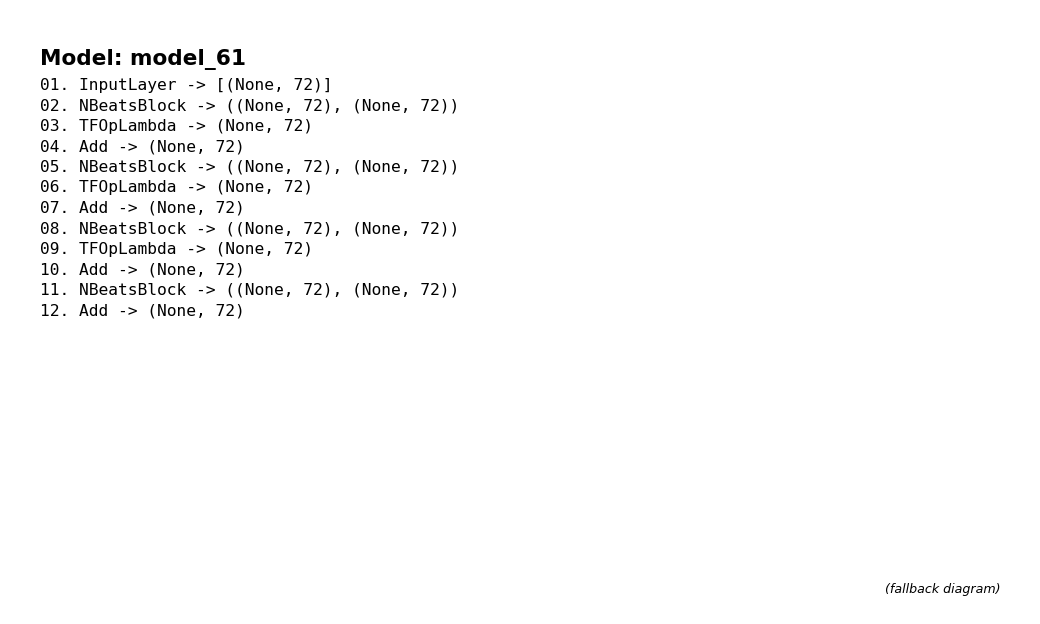 Model: model_61
01. InputLayer -> [(None, 72)]
02. NBeatsBlock -> ((None, 72), (None, 72))
03. TFOpLambda -> (None, 72)
04. Add -> (None, 72)
05. NBeatsBlock -> ((None, 72), (None, 72))
06. TFOpLambda -> (None, 72)
07. Add -> (None, 72)
08. NBeatsBlock -> ((None, 72), (None, 72))
09. TFOpLambda -> (None, 72)
10. Add -> (None, 72)
11. NBeatsBlock -> ((None, 72), (None, 72))
12. Add -> (None, 72)
(fallback diagram)